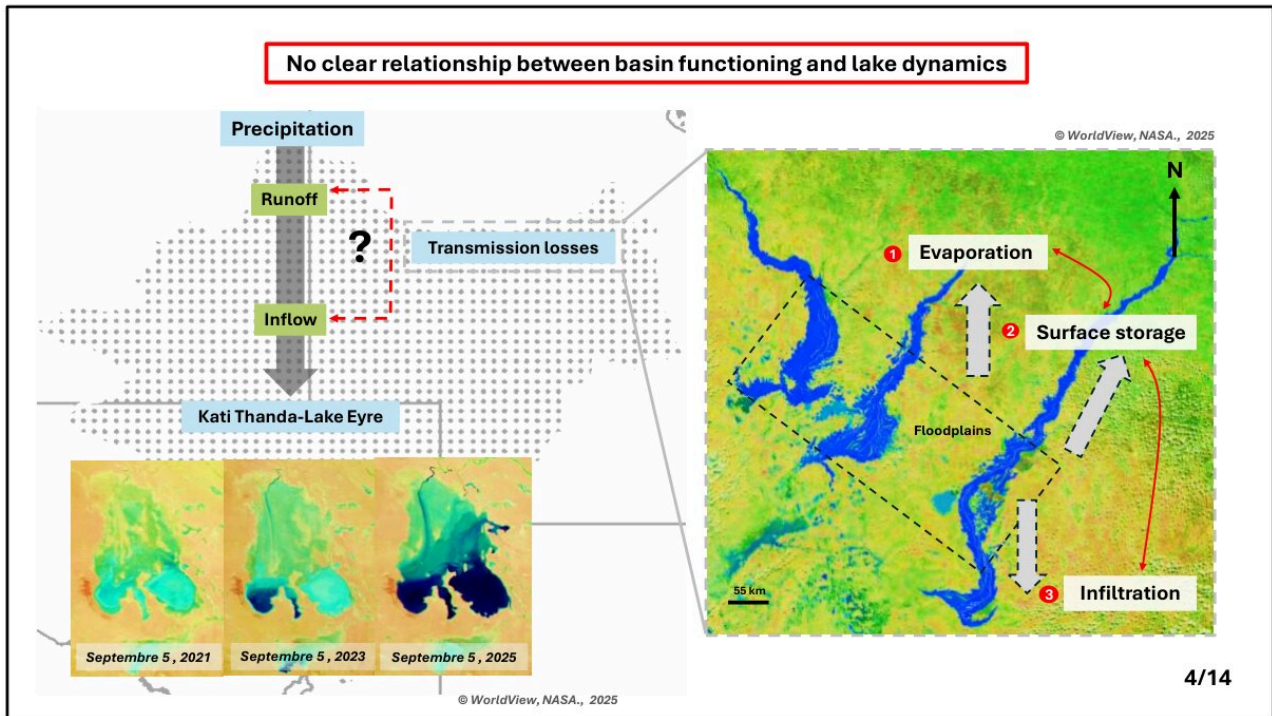 No clear relationship between basin functioning and lake dynamics
Precipitation
Runoff
?
Transmission losses
Inflow
Kati Thanda-Lake Eyre
Septembre 5 , 2021
Septembre 5 , 2023
Septembre 5 , 2025
© WorldView, NASA., 2025
© WorldView, NASA., 2025
N
1 Evaporation
2 Surface storage
Floodplains
55 km
3 Infiltration
4/14